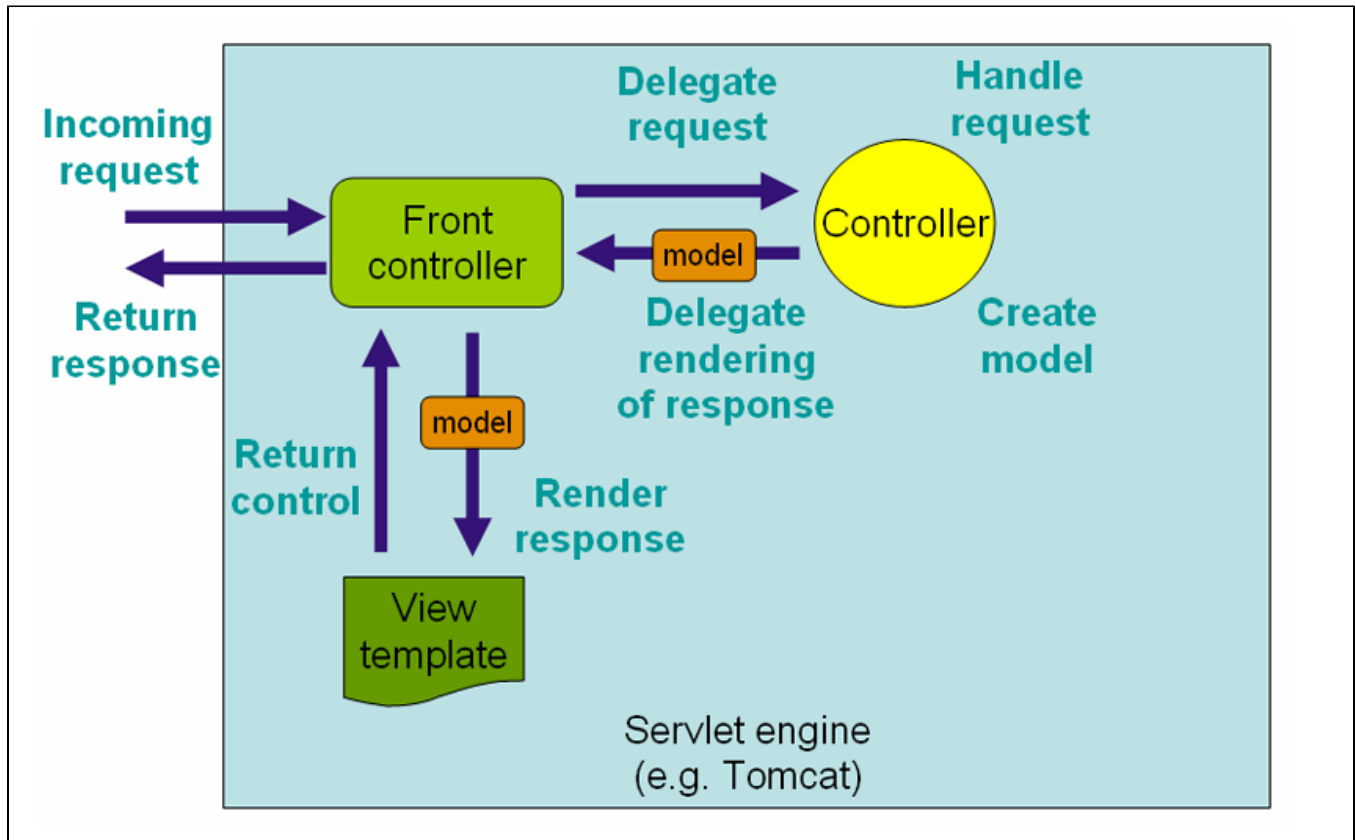 Incoming
request
Delegate
request
Handle
request
Front
controller
Controller
model
Return
response
Delegate
rendering
of response
Create
model
model
Return
control
Render
response
View
template
Servlet engine
(e.g. Tomcat)